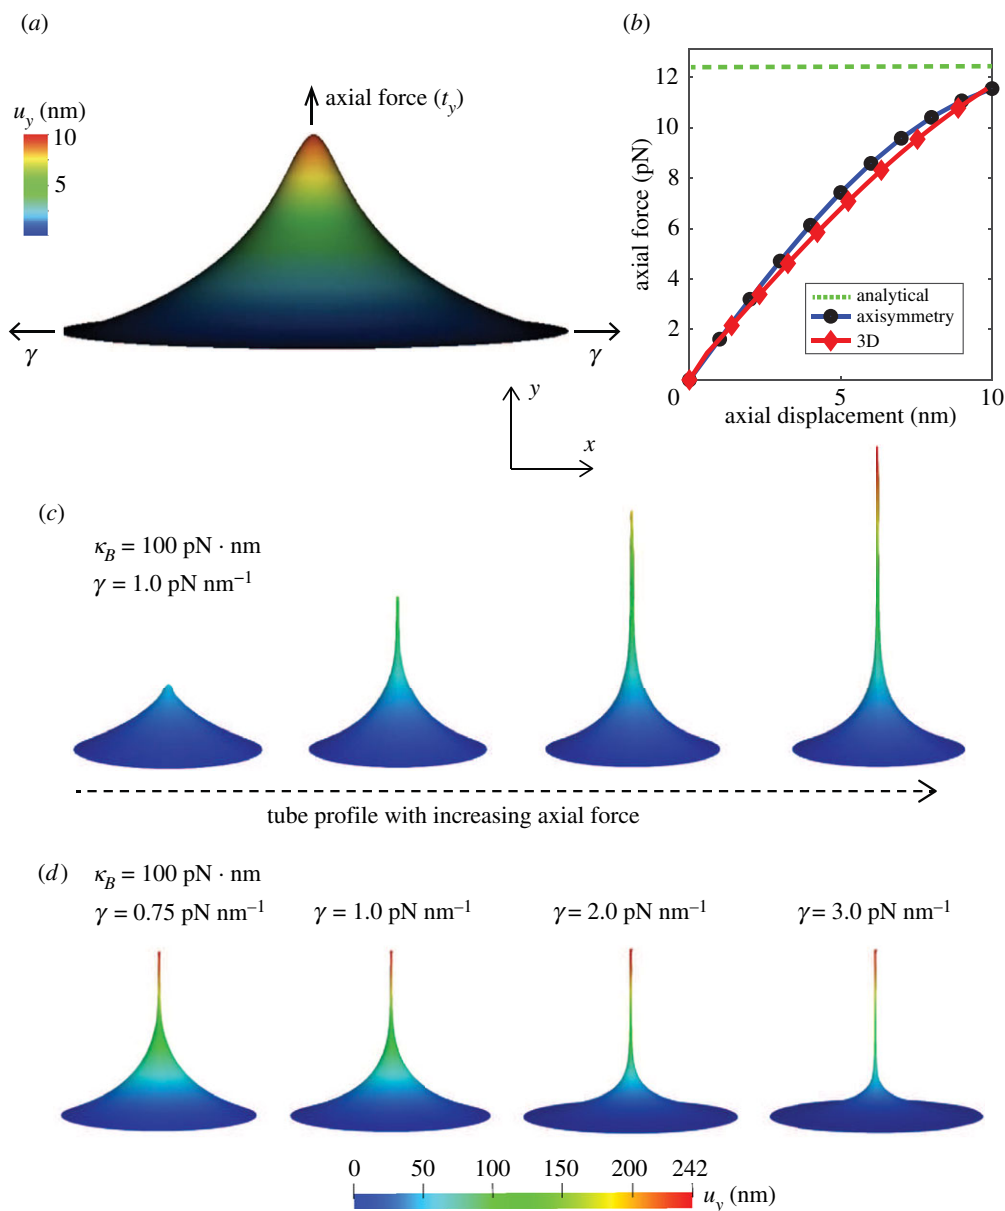 (a)
axial force (t_y)
u_y (nm)
10
5
γ
γ
y
x
(b)
12
10
8
6
4
2
0
5
10
axial force (pN)
axial displacement (nm)
analytical
axisymmetry
3D
(c)
κ_B = 100 pN · nm
γ = 1.0 pN nm⁻¹
tube profile with increasing axial force
(d)
κ_B = 100 pN · nm
γ = 0.75 pN nm⁻¹
γ = 1.0 pN nm⁻¹
γ = 2.0 pN nm⁻¹
γ = 3.0 pN nm⁻¹
0 50 100 150 200 242
u_y (nm)